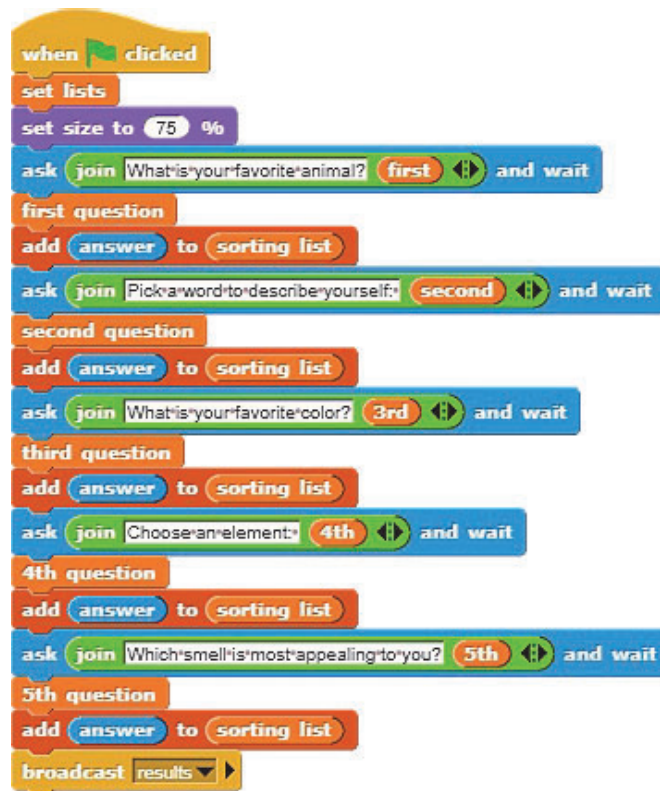 when clicked
set lists
set size to 75 %
ask join What is your favorite animal? first and wait
first question
add answer to sorting list
ask join Pick a word to describe yourself: second and wait
second question
add answer to sorting list
ask join What is your favorite color? 3rd and wait
third question
add answer to sorting list
ask join Choose an element: 4th and wait
4th question
add answer to sorting list
ask join Which smell is most appealing to you? 5th and wait
5th question
add answer to sorting list
broadcast results